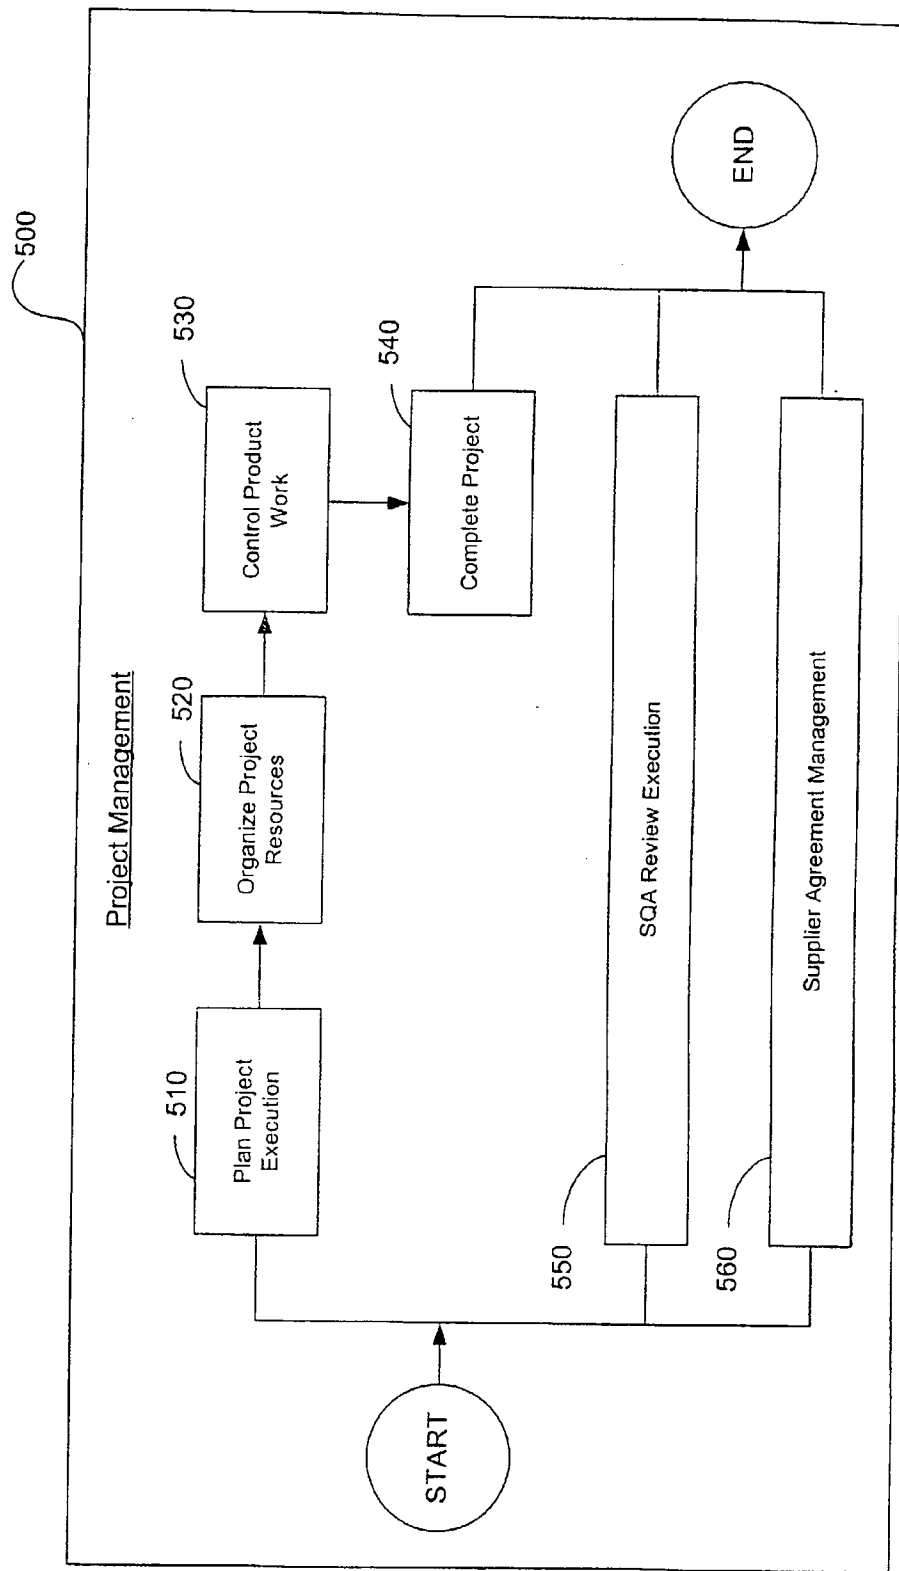 500
Project Management
510
Plan Project
Execution
520
Organize Project
Resources
530
Control Product
Work
540
Complete Project
START
END
550
SQA Review Execution
560
Supplier Agreement Management